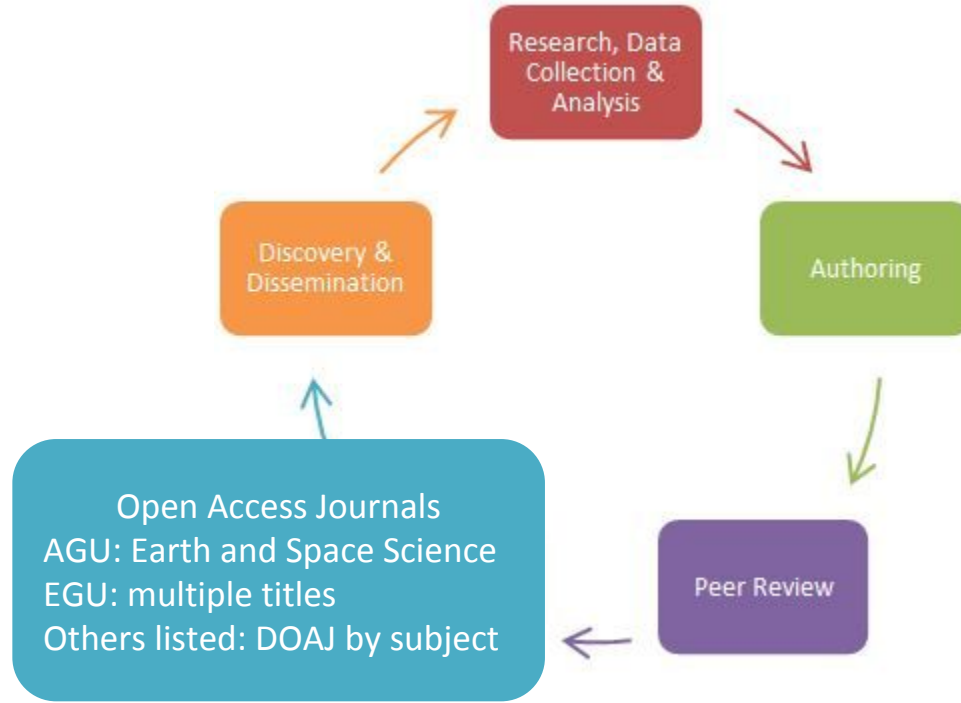 Research, Data
Collection &
Analysis
Authoring
Peer Review
Open Access Journals
AGU: Earth and Space Science
EGU: multiple titles
Others listed: DOAJ by subject
Discovery &
Dissemination